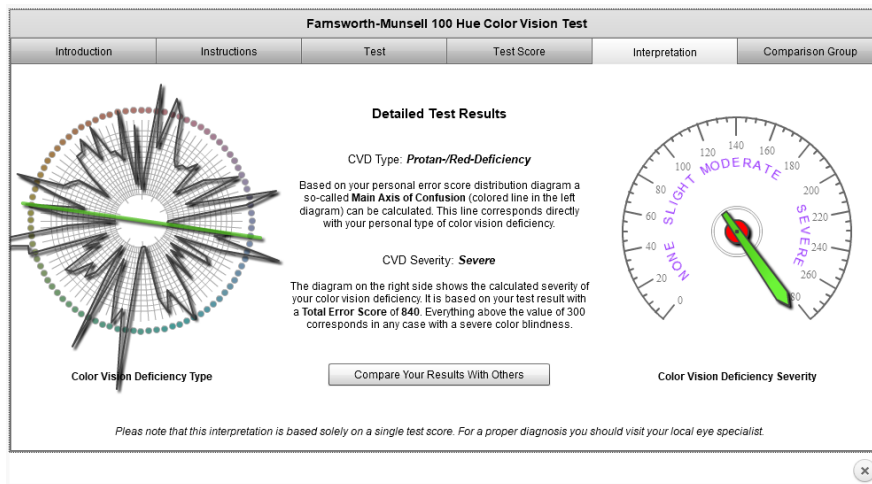 Farnsworth-Munsell 100 Hue Color Vision Test
Introduction
Instructions
Test
Test Score
Interpretation
Comparison Group
Detailed Test Results
CVD Type: Protan-/Red-Deficiency
Based on your personal error score distribution diagram a
so-called Main Axis of Confusion (colored line in the left
diagram) can be calculated. This line corresponds directly
with your personal type of color vision deficiency.
CVD Severity: Severe
The diagram on the right side shows the calculated severity of
your color vision deficiency. It is based on your test result with
a Total Error Score of 840. Everything above the value of 300
corresponds in any case with a severe color blindness.
Compare Your Results With Others
Color Vision Deficiency Type
0
20
40
60
80
100
120
140
160
180
200
220
240
260
NONE
SLIGHT
MODERATE
SEVERE
Color Vision Deficiency Severity
Pleas note that this interpretation is based solely on a single test score. For a proper diagnosis you should visit your local eye specialist.